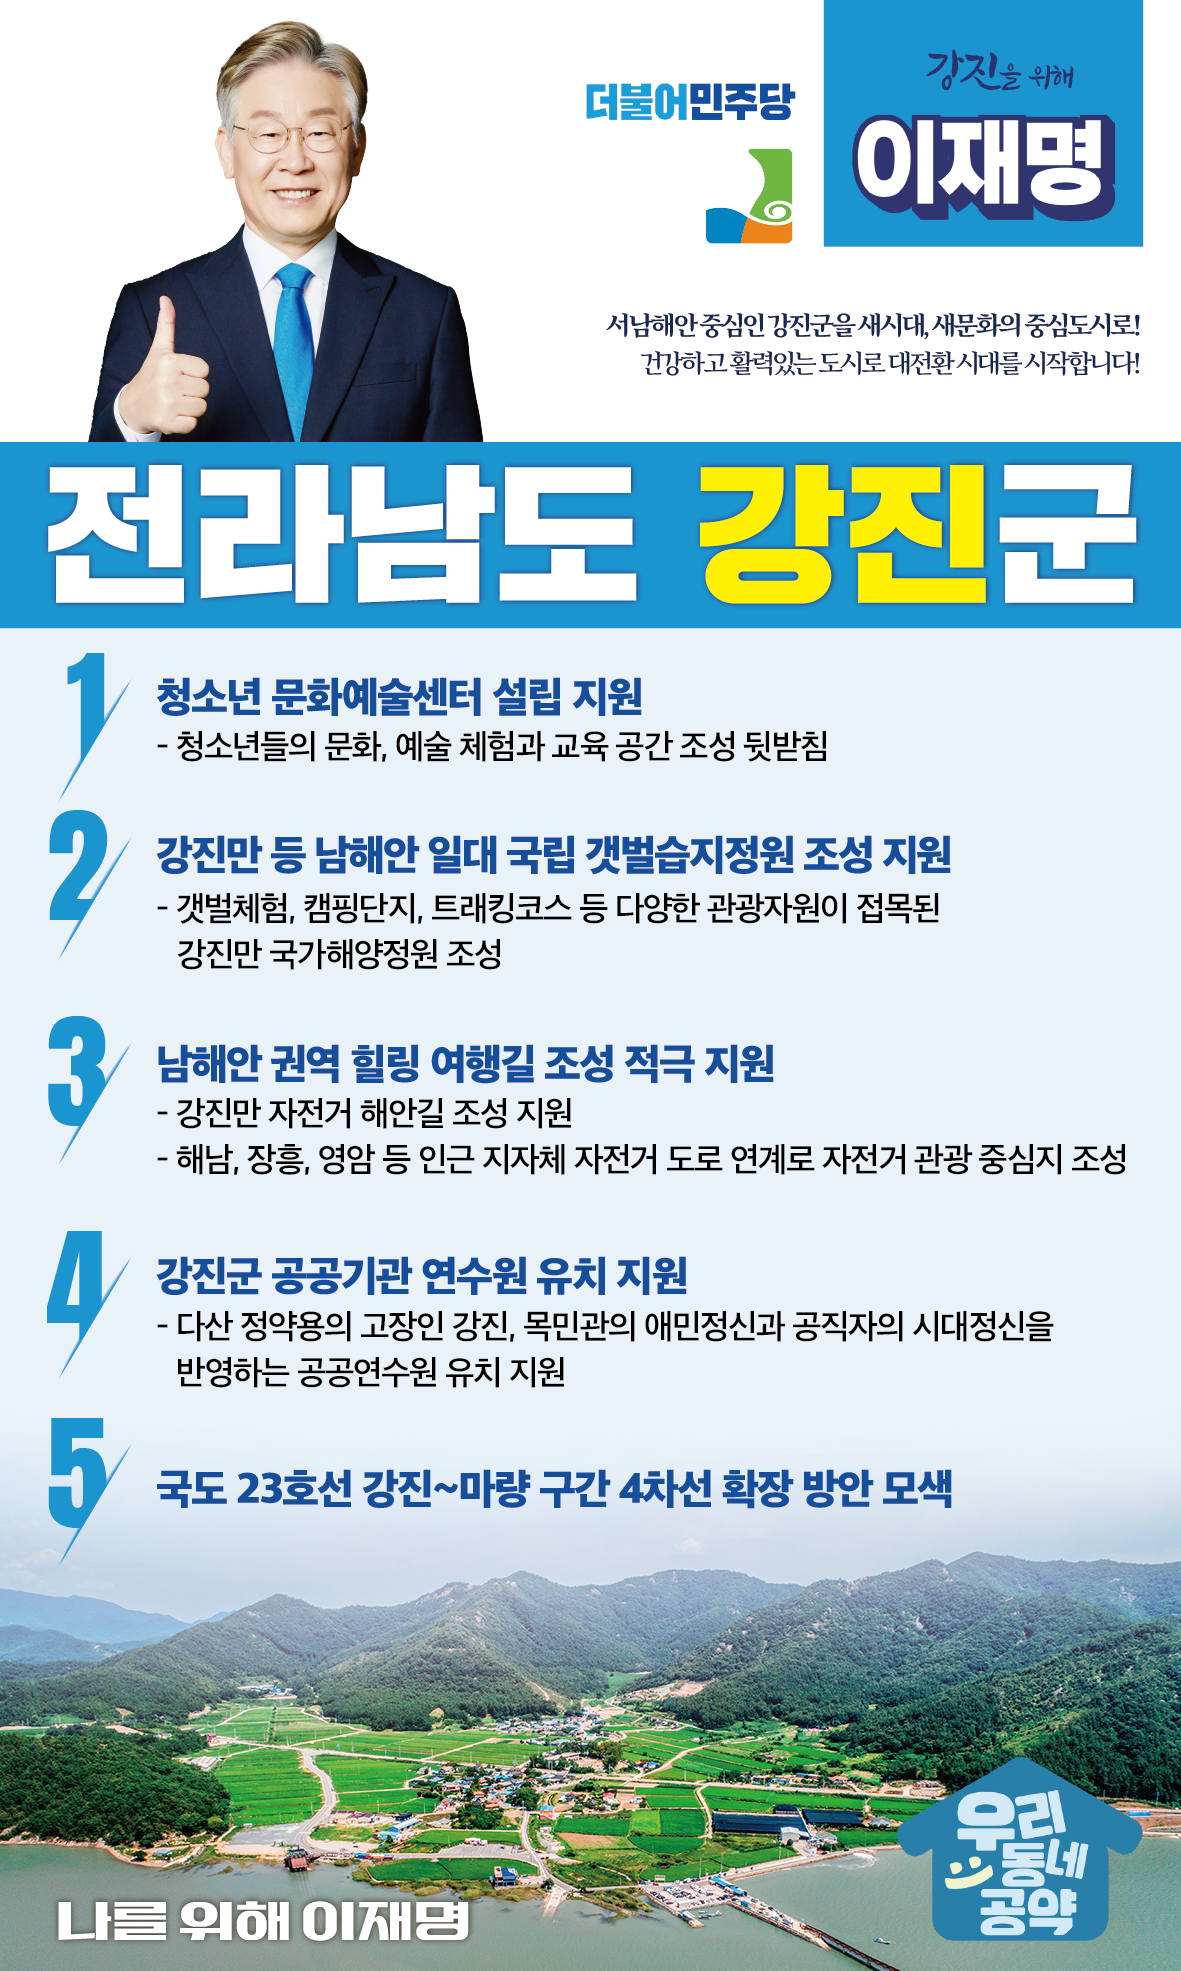 더불어민주당
강진을 위해
이재명
서남해안 중심인 강진군을 새시대, 새문화의 중심도시로!
건강하고 활력있는 도시로 대전환 시대를 시작합니다!
전라남도 강진군
1
청소년 문화예술센터 설립 지원
- 청소년들의 문화, 예술 체험과 교육 공간 조성 뒷받침
2
강진만 등 남해안 일대 국립 갯벌습지정원 조성 지원
- 갯벌체험, 캠핑단지, 트래킹코스 등 다양한 관광자원이 접목된
강진만 국가해양정원 조성
3
남해안 권역 힐링 여행길 조성 적극 지원
- 강진만 자전거 해안길 조성 지원
- 해남, 장흥, 영암 등 인근 지자체 자전거 도로 연계로 자전거 관광 중심지 조성
4
강진군 공공기관 연수원 유치 지원
- 다산 정약용의 고장인 강진, 목민관의 애민정신과 공직자의 시대정신을
반영하는 공공연수원 유치 지원
5
국도 23호선 강진~마량 구간 4차선 확장 방안 모색
우리
동네
공약
나를 위해 이재명